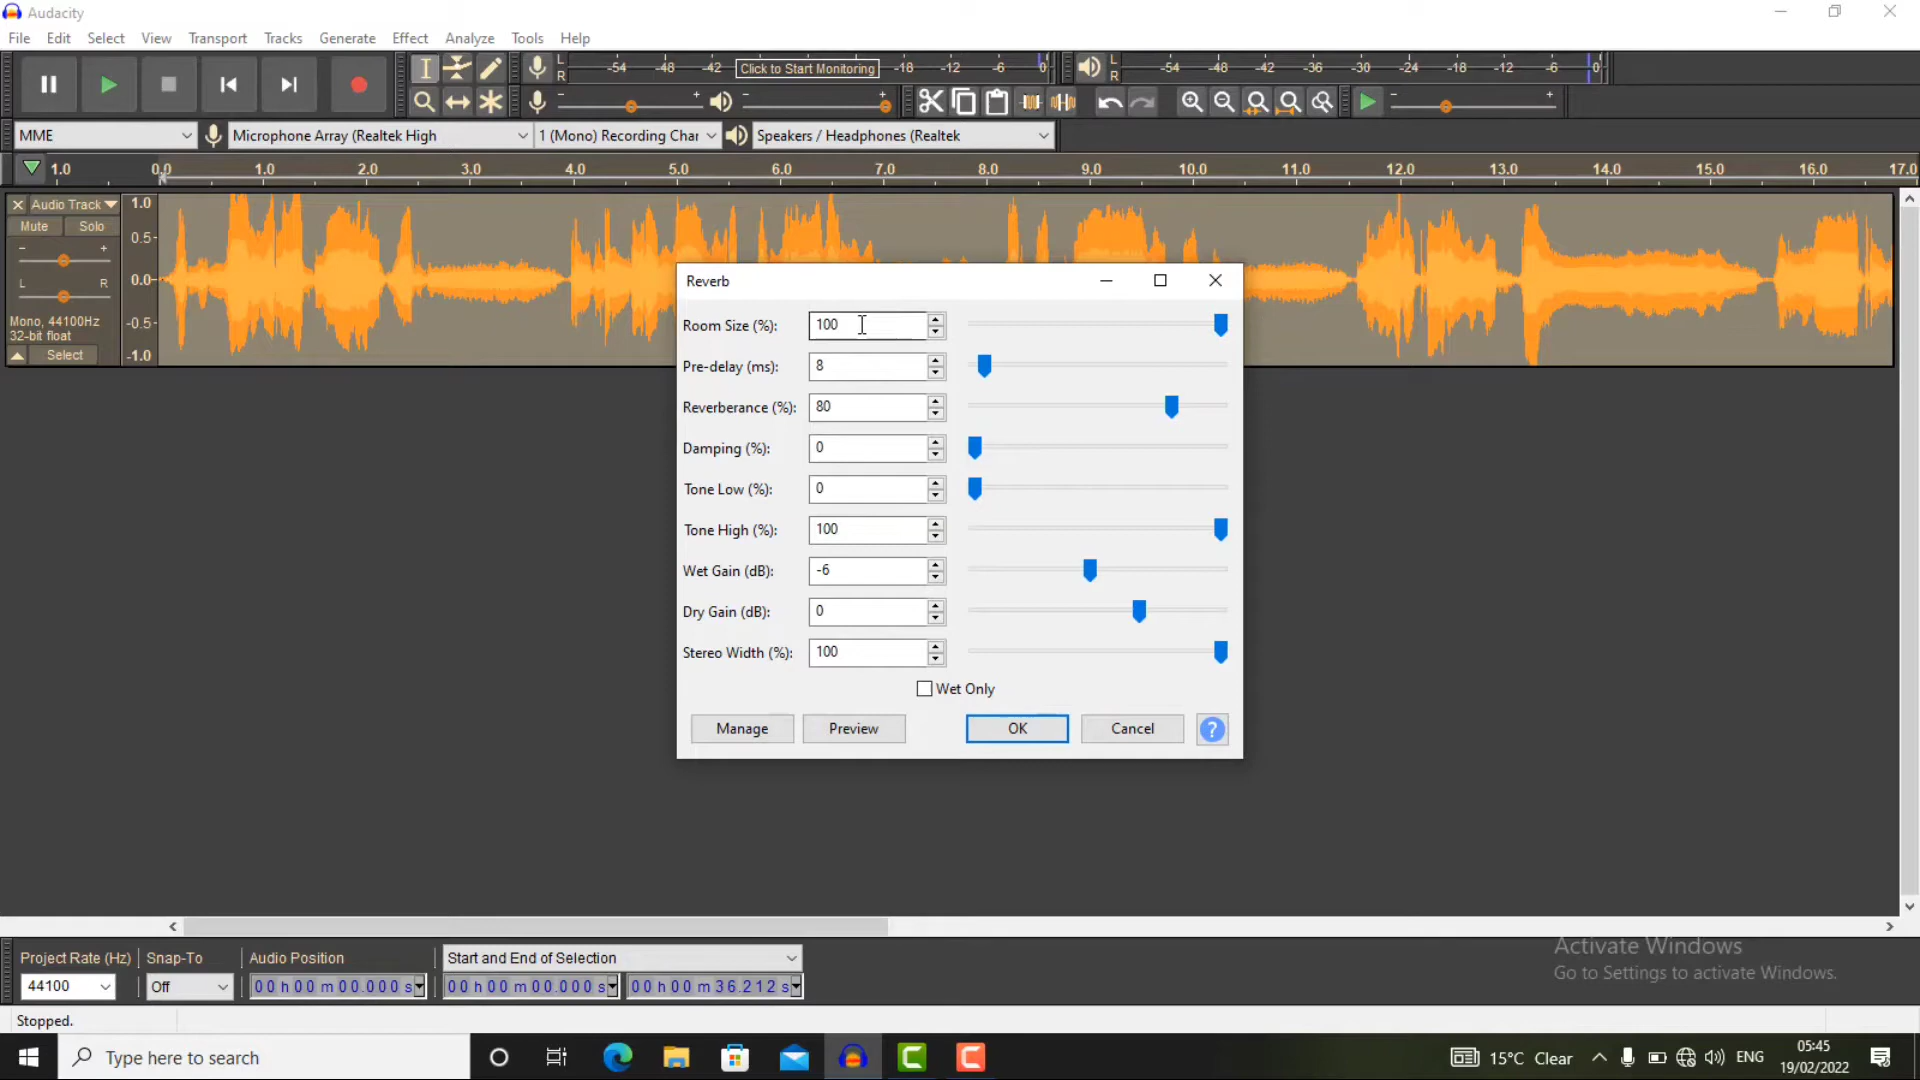 Audacity
File Edit Select View Transport Tracks Generate Effect Analyze Tools Help
L R -54 -48 -42 Click to Start Monitoring -18 -12 -6 0
L R -54 -48 -42 -36 -30 -24 -18 -12 -6 0
MME Microphone Array (Realtek High 1 (Mono) Recording Char Speakers / Headphones (Realtek
1.0 0.0 1.0 2.0 3.0 4.0 5.0 6.0 7.0 8.0 9.0 10.0 11.0 12.0 13.0 14.0 15.0 16.0 17.0
Audio Track 1.0
Mute Solo 0.5
- + 0.0
L R
Mono, 44100Hz -0.5
32-bit float
Select -1.0
Reverb
Room Size (%): 100
Pre-delay (ms): 8
Reverberance (%): 80
Damping (%): 0
Tone Low (%): 0
Tone High (%): 100
Wet Gain (dB): -6
Dry Gain (dB): 0
Stereo Width (%): 100
Wet Only
Manage Preview OK Cancel ?
Project Rate (Hz) Snap-To Audio Position Start and End of Selection
44100 Off 00 h 00 m 00.000 s 00 h 00 m 00.000 s 00 h 00 m 36.212 s
Activate Windows
Go to Settings to activate Windows.
Stopped.
Type here to search
15°C Clear ENG 05:45
19/02/2022